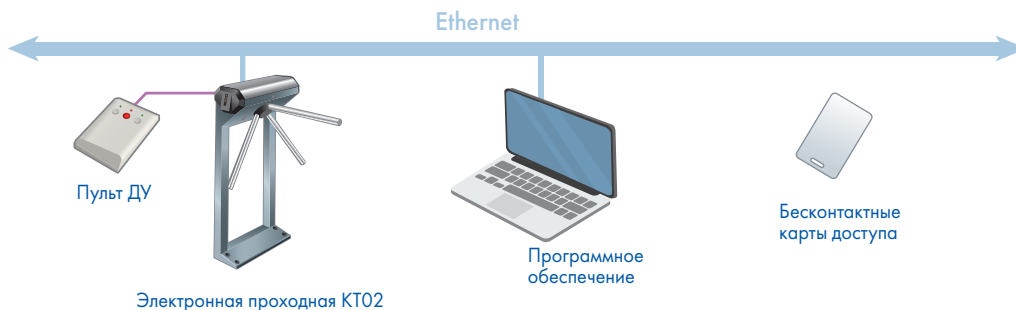 Ethernet
Пульт ДУ
Электронная проходная КТ02
Программное
обеспечение
Бесконтактные
карты доступа